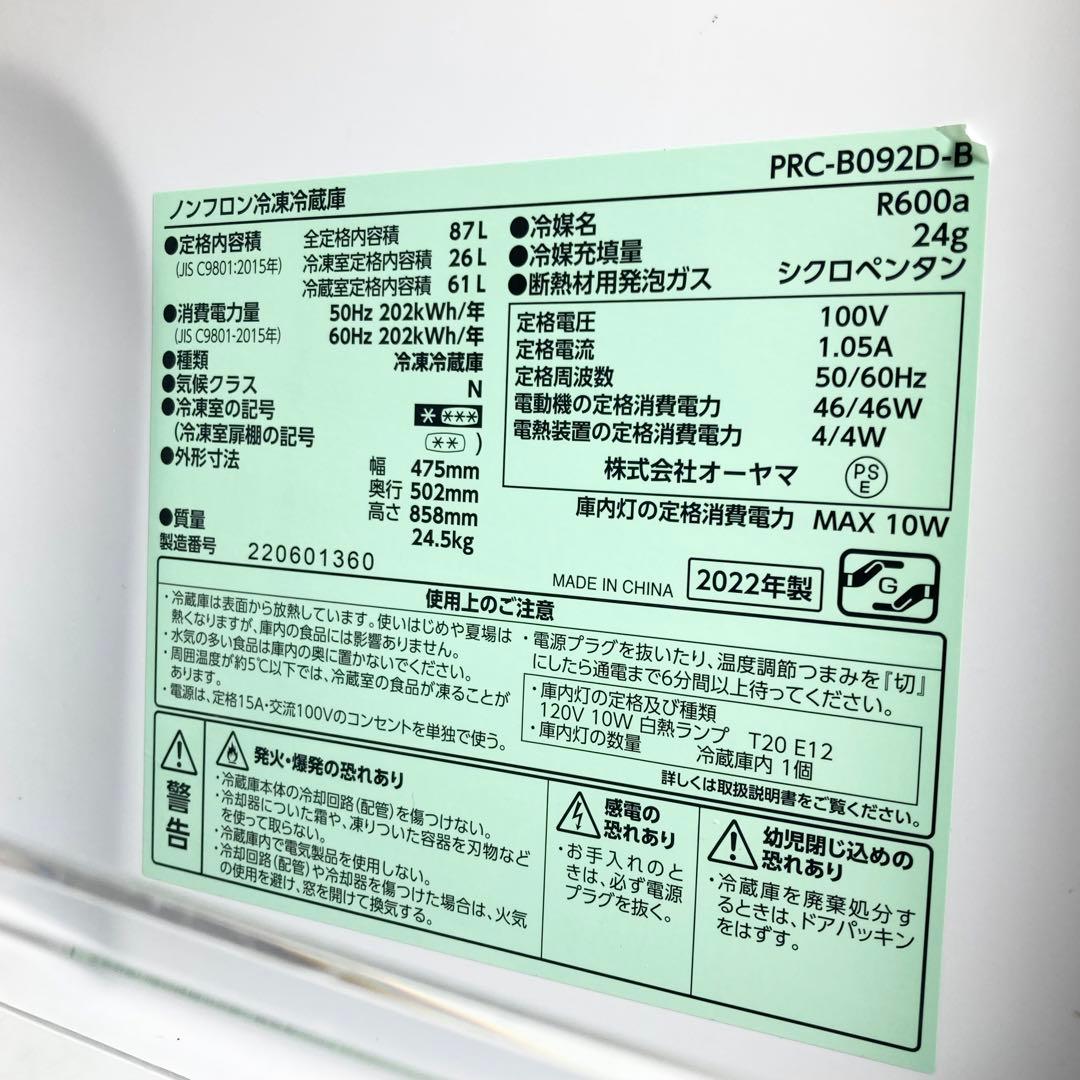 PRC-B092D-B
ノンフロン冷凍冷蔵庫
●定格内容積 全定格内容積 87L
(JIS C9801:2015年) 冷凍室定格内容積 26L
冷蔵室定格内容積 61L
●消費電力量 50Hz 202kWh/年
(JIS C9801-2015年) 60Hz 202kWh/年
●種類 冷凍冷蔵庫
●気候クラス N
●冷凍室の記号 * ***
(冷凍室扉棚の記号 ** )
●外形寸法 幅 475mm
奥行 502mm
高さ 858mm
●質量 24.5kg
製造番号 220601360
●冷媒名 R600a
●冷媒充填量 24g
●断熱材用発泡ガス シクロペンタン
定格電圧 100V
定格電流 1.05A
定格周波数 50/60Hz
電動機の定格消費電力 46/46W
電熱装置の定格消費電力 4/4W
株式会社オーヤマ PS E
庫内灯の定格消費電力 MAX 10W
MADE IN CHINA 2022年製 G
使用上のご注意
・冷蔵庫は表面から放熱しています。使いはじめや夏場は
熱くなりますが、庫内の食品には影響ありません。
・水気の多い食品は庫内の奥に置かないでください。
・周囲温度が約5℃以下では、冷蔵室の食品が凍ることが
あります。
・電源は、定格15A・交流100Vのコンセントを単独で使う。
・電源プラグを抜いたり、温度調節つまみを『切』
にしたら通電まで6分間以上待ってください。
・庫内灯の定格及び種類
120V 10W 白熱ランプ T20 E12
・庫内灯の数量 冷蔵庫内 1個
詳しくは取扱説明書をご覧ください。
警告
発火・爆発の恐れあり
・冷蔵庫本体の冷却回路(配管)を傷つけない。
・冷却器についた霜や、凍りついた容器を刃物など
を使って取らない。
・冷蔵庫内で電気製品を使用しない。
・冷却回路(配管)や冷却器を傷つけた場合は、火気
の使用を避け、窓を開けて換気する。
感電の
恐れあり
・お手入れのと
きは、必ず電源
プラグを抜く。
幼児閉じ込めの
恐れあり
・冷蔵庫を廃棄処分す
るときは、ドアパッキン
をはずす。